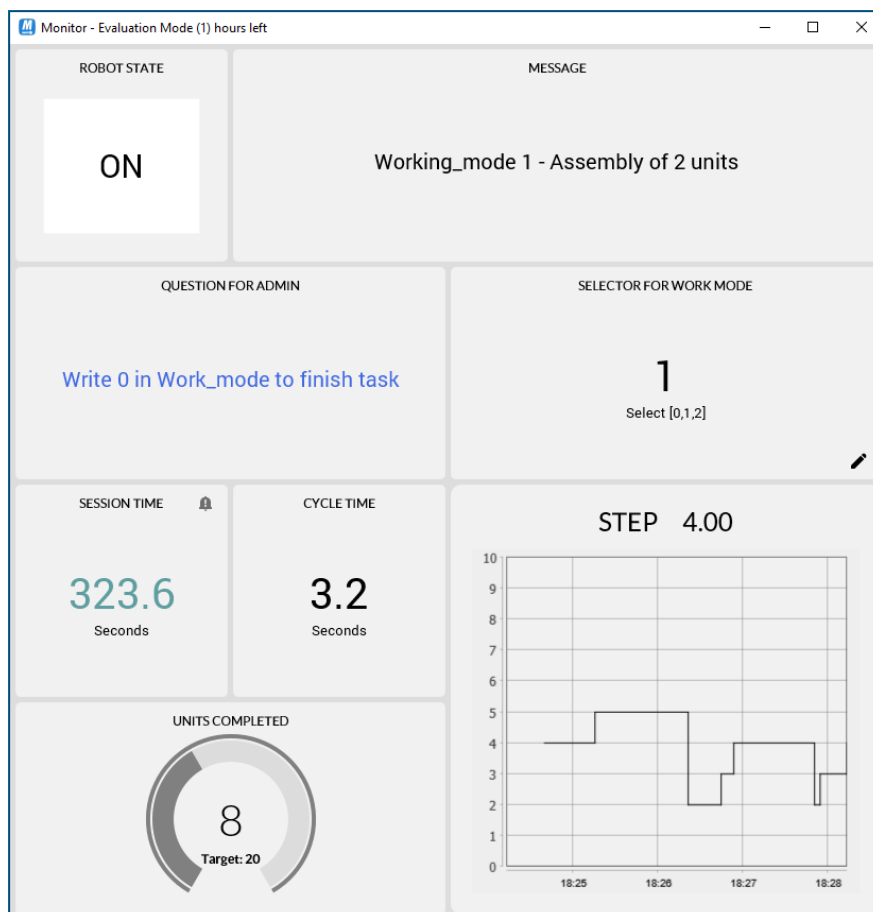 Monitor - Evaluation Mode (1) hours left
ROBOT STATE
ON
MESSAGE
Working_mode 1 - Assembly of 2 units
QUESTION FOR ADMIN
Write 0 in Work_mode to finish task
SELECTOR FOR WORK MODE
1
Select [0,1,2]
SESSION TIME
323.6
Seconds
CYCLE TIME
3.2
Seconds
STEP 4.00
10
9
8
7
6
5
4
3
2
1
0
18:25 18:26 18:27 18:28
UNITS COMPLETED
8
Target: 20